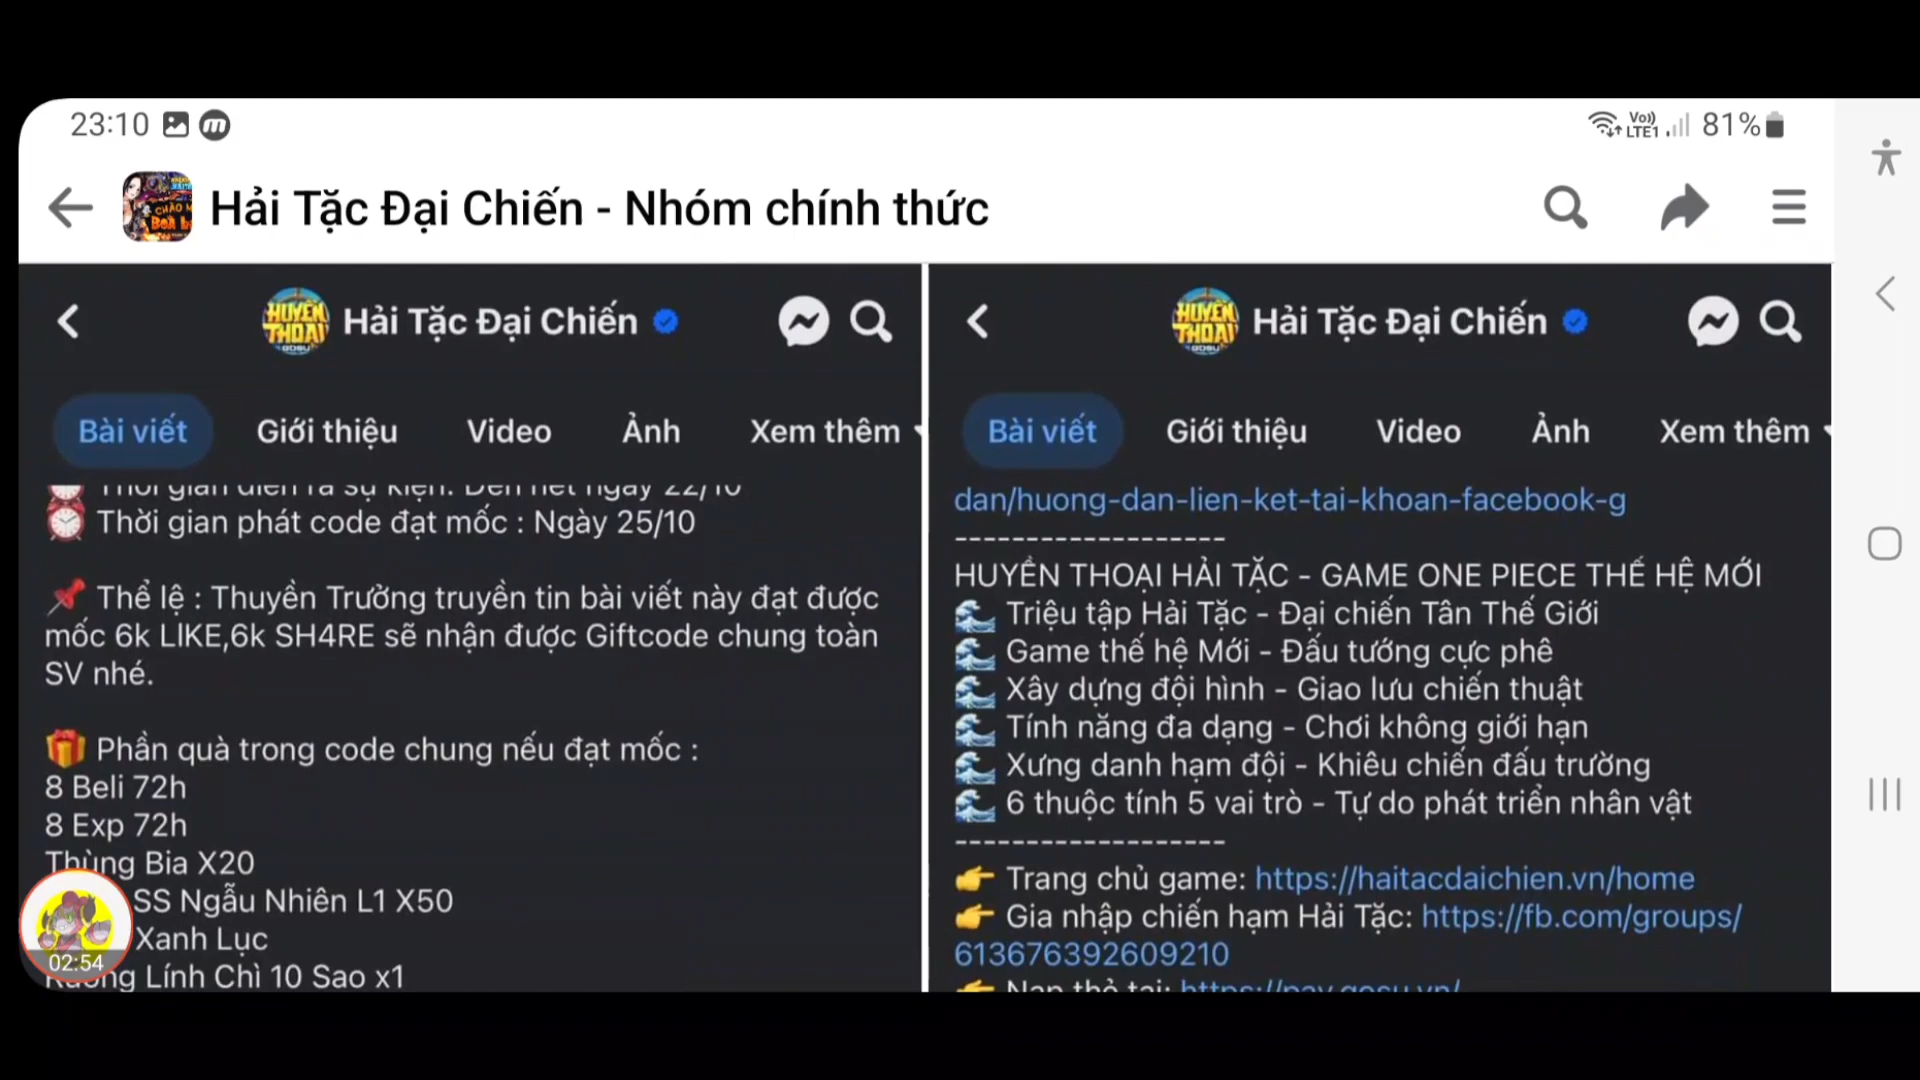 23:10
Vo)) LTE1 81%
Hải Tặc Đại Chiến - Nhóm chính thức
CHÀO M
HUYỀN THOẠI GOSU
Hải Tặc Đại Chiến
Bài viết Giới thiệu Video Ảnh Xem thêm
Thời gian diễn ra sự kiện: Đến hết ngày 22/10
⏰ Thời gian phát code đạt mốc : Ngày 25/10
📌 Thể lệ : Thuyền Trưởng truyền tin bài viết này đạt được
mốc 6k LIKE,6k SH4RE sẽ nhận được Giftcode chung toàn
SV nhé.
🎁 Phần quà trong code chung nếu đạt mốc :
8 Beli 72h
8 Exp 72h
Thùng Bia X20
SS Ngẫu Nhiên L1 X50
Xanh Lục
Rương Lính Chì 10 Sao x1
02:54
HUYỀN THOẠI GOSU
Hải Tặc Đại Chiến
Bài viết Giới thiệu Video Ảnh Xem thêm
dan/huong-dan-lien-ket-tai-khoan-facebook-g
-------------------
HUYỀN THOẠI HẢI TẶC - GAME ONE PIECE THẾ HỆ MỚI
🌊 Triệu tập Hải Tặc - Đại chiến Tân Thế Giới
🌊 Game thế hệ Mới - Đấu tướng cực phê
🌊 Xây dựng đội hình - Giao lưu chiến thuật
🌊 Tính năng đa dạng - Chơi không giới hạn
🌊 Xưng danh hạm đội - Khiêu chiến đấu trường
🌊 6 thuộc tính 5 vai trò - Tự do phát triển nhân vật
-------------------
👉 Trang chủ game: https://haitacdaichien.vn/home
👉 Gia nhập chiến hạm Hải Tặc: https://fb.com/groups/
613676392609210
👉 Nạp thẻ tại: https://pay.gosu.vn/